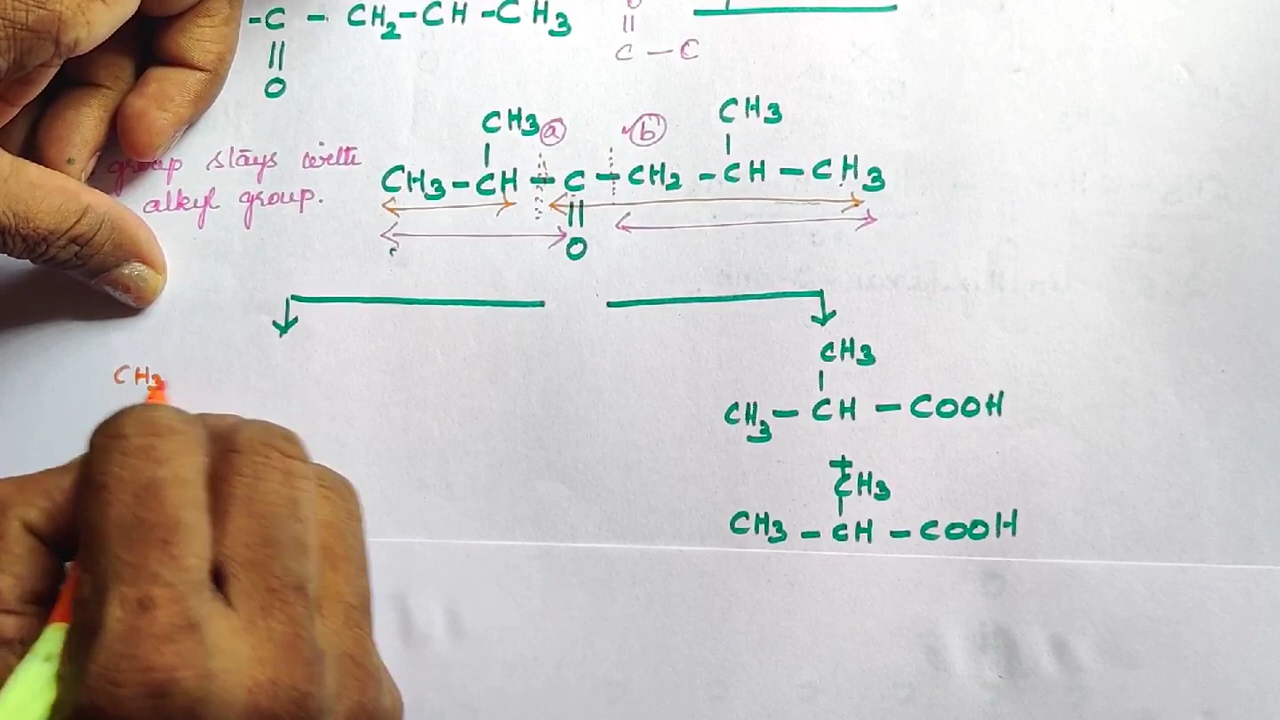 -C - CH2-CH-CH3
||
O
O
||
C-C
CH3
|
CH3-CH-C-CH2-CH-CH3
||
O
CH3
|
(a)
(b)
group stays with
alkyl group.
CH3
CH3
|
CH3-CH-COOH
+
CH3
|
CH3-CH-COOH